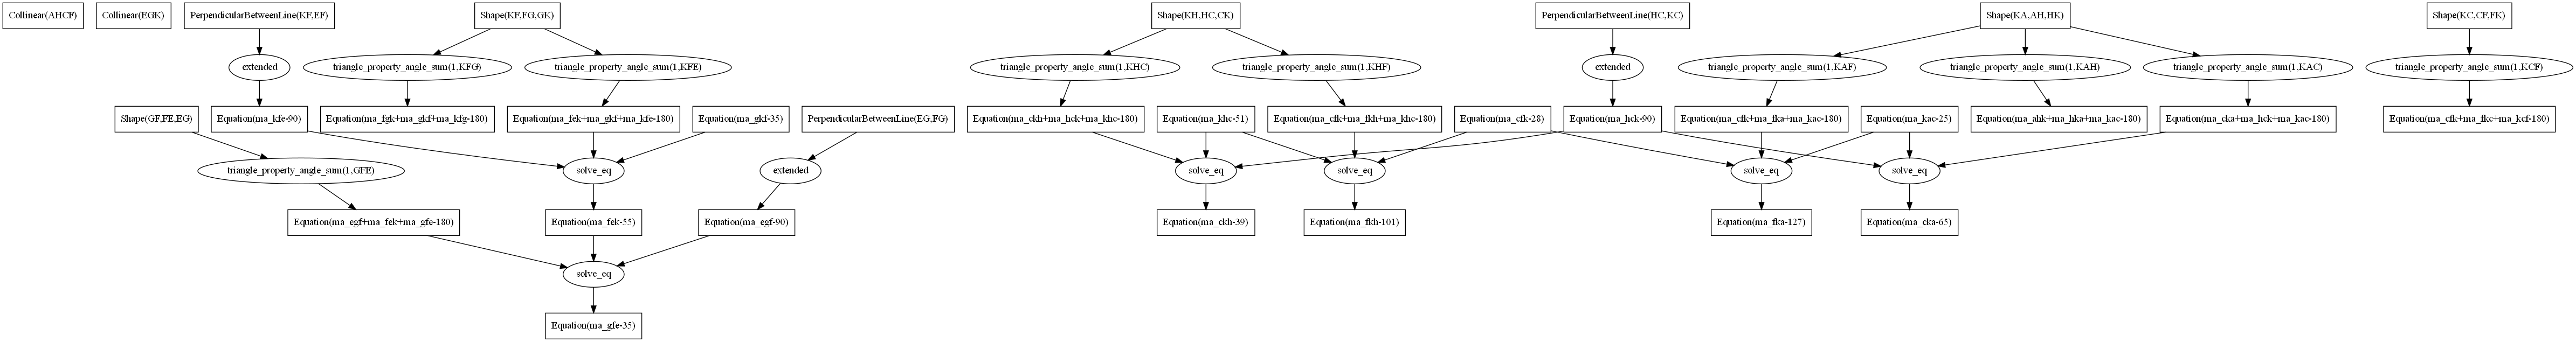 Collinear(AHCF)
Collinear(EGK)
PerpendicularBetweenLine(KF,EF)
Shape(KF,FG,GK)
Shape(KH,HC,CK)
PerpendicularBetweenLine(HC,KC)
Shape(KA,AH,HK)
Shape(KC,CF,FK)
extended
triangle_property_angle_sum(1,KFG)
triangle_property_angle_sum(1,KFE)
triangle_property_angle_sum(1,KHC)
triangle_property_angle_sum(1,KHF)
extended
triangle_property_angle_sum(1,KAF)
triangle_property_angle_sum(1,KAH)
triangle_property_angle_sum(1,KAC)
triangle_property_angle_sum(1,KCF)
Shape(GF,FE,EG)
Equation(ma_kfe-90)
Equation(ma_fgk+ma_gkf+ma_kfg-180)
Equation(ma_fek+ma_gkf+ma_kfe-180)
Equation(ma_gkf-35)
PerpendicularBetweenLine(EG,FG)
Equation(ma_ckh+ma_hck+ma_khc-180)
Equation(ma_khc-51)
Equation(ma_cfk+ma_fkh+ma_khc-180)
Equation(ma_cfk-28)
Equation(ma_hck-90)
Equation(ma_cfk+ma_fka+ma_kac-180)
Equation(ma_kac-25)
Equation(ma_ahk+ma_hka+ma_kac-180)
Equation(ma_cka+ma_hck+ma_kac-180)
Equation(ma_cfk+ma_fkc+ma_kcf-180)
triangle_property_angle_sum(1,GFE)
solve_eq
extended
solve_eq
solve_eq
solve_eq
solve_eq
Equation(ma_egf+ma_fek+ma_gfe-180)
Equation(ma_fek-55)
Equation(ma_egf-90)
Equation(ma_ckh-39)
Equation(ma_fkh-101)
Equation(ma_fka-127)
Equation(ma_cka-65)
solve_eq
Equation(ma_gfe-35)